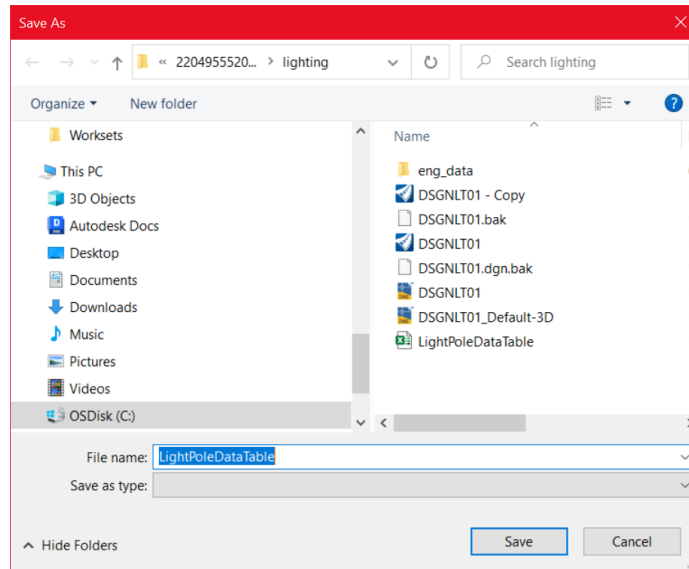 Save As
« 2204955520... > lighting
Search lighting
Organize
New folder
Worksets
This PC
3D Objects
Autodesk Docs
Desktop
Documents
Downloads
Music
Pictures
Videos
OSDisk (C:)
Name
eng_data
DSGNLT01 - Copy
DSGNLT01.bak
DSGNLT01
DSGNLT01.dgn.bak
DSGNLT01
DSGNLT01_Default-3D
LightPoleDataTable
File name: LightPoleDataTable
Save as type:
Hide Folders
Save
Cancel